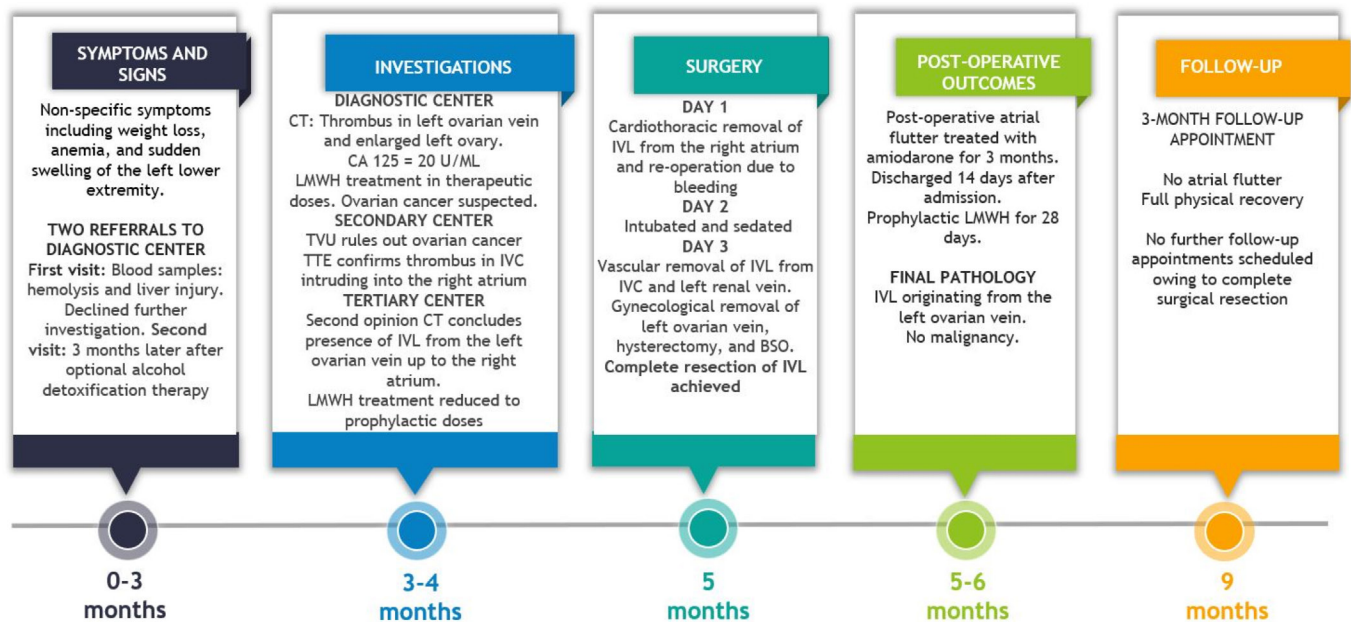 SYMPTOMS AND
SIGNS
Non-specific symptoms
including weight loss,
anemia, and sudden
swelling of the left lower
extremity.
TWO REFERRALS TO
DIAGNOSTIC CENTER
First visit: Blood samples:
hemolysis and liver injury.
Declined further
investigation. Second
visit: 3 months later after
optional alcohol
detoxification therapy
0-3
months
INVESTIGATIONS
DIAGNOSTIC CENTER
CT: Thrombus in left ovarian vein
and enlarged left ovary.
CA 125 = 20 U/ML
LMWH treatment in therapeutic
doses. Ovarian cancer suspected.
SECONDARY CENTER
TVU rules out ovarian cancer
TTE confirms thrombus in IVC
intruding into the right atrium
TERTIARY CENTER
Second opinion CT concludes
presence of IVL from the left
ovarian vein up to the right
atrium.
LMWH treatment reduced to
prophylactic doses
3-4
months
SURGERY
DAY 1
Cardiothoracic removal of
IVL from the right atrium
and re-operation due to
bleeding
DAY 2
Intubated and sedated
DAY 3
Vascular removal of IVL from
IVC and left renal vein.
Gynecological removal of
left ovarian vein,
hysterectomy, and BSO.
Complete resection of IVL
achieved
5
months
POST-OPERATIVE
OUTCOMES
Post-operative atrial
flutter treated with
amiodarone for 3 months.
Discharged 14 days after
admission.
Prophylactic LMWH for 28
days.
FINAL PATHOLOGY
IVL originating from the
left ovarian vein.
No malignancy.
5-6
months
FOLLOW-UP
3-MONTH FOLLOW-UP
APPOINTMENT
No atrial flutter
Full physical recovery
No further follow-up
appointments scheduled
owing to complete
surgical resection
9
months